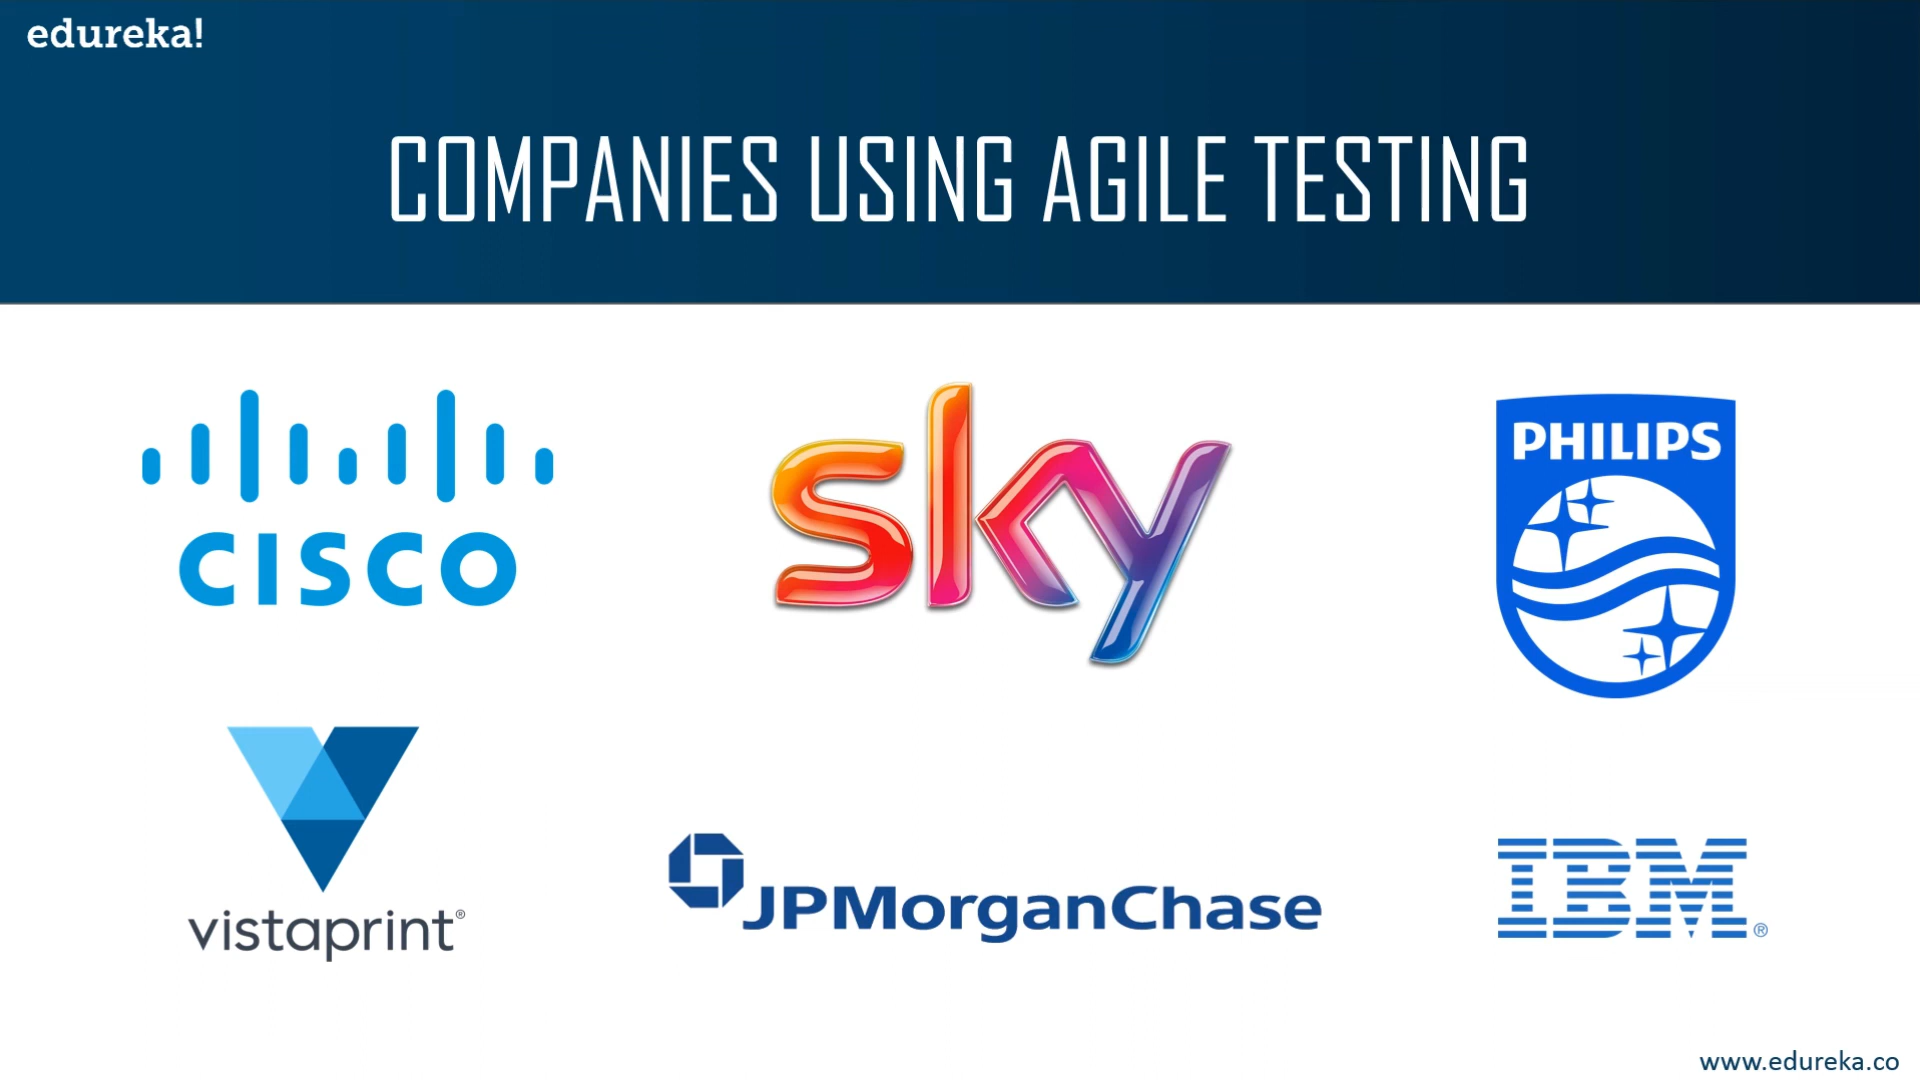 edureka!
COMPANIES USING AGILE TESTING
CISCO
sky
PHILIPS
vistaprint®
JPMorganChase
IBM®
www.edureka.co